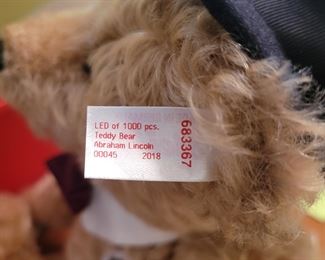 LED of 1000 pcs.
Teddy Bear
Abraham Lincoln
00045 2018
683367